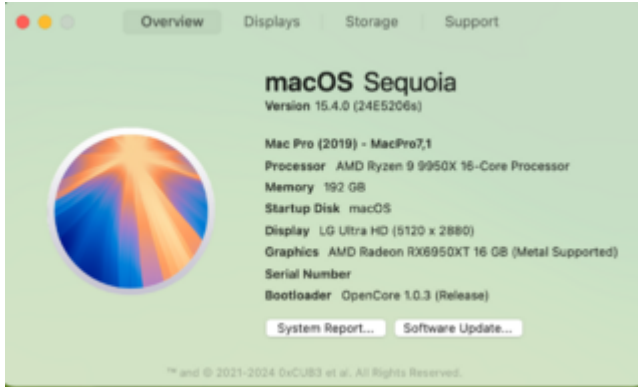 Overview Displays Storage Support
macOS Sequoia
Version 15.4.0 (24E5206s)
Mac Pro (2019) - MacPro7,1
Processor AMD Ryzen 9 9950X 16-Core Processor
Memory 192 GB
Startup Disk macOS
Display LG Ultra HD (5120 x 2880)
Graphics AMD Radeon RX6950XT 16 GB (Metal Supported)
Serial Number
Bootloader OpenCore 1.0.3 (Release)
System Report... Software Update...
™ and © 2021-2024 0xCUB3 et al. All Rights Reserved.